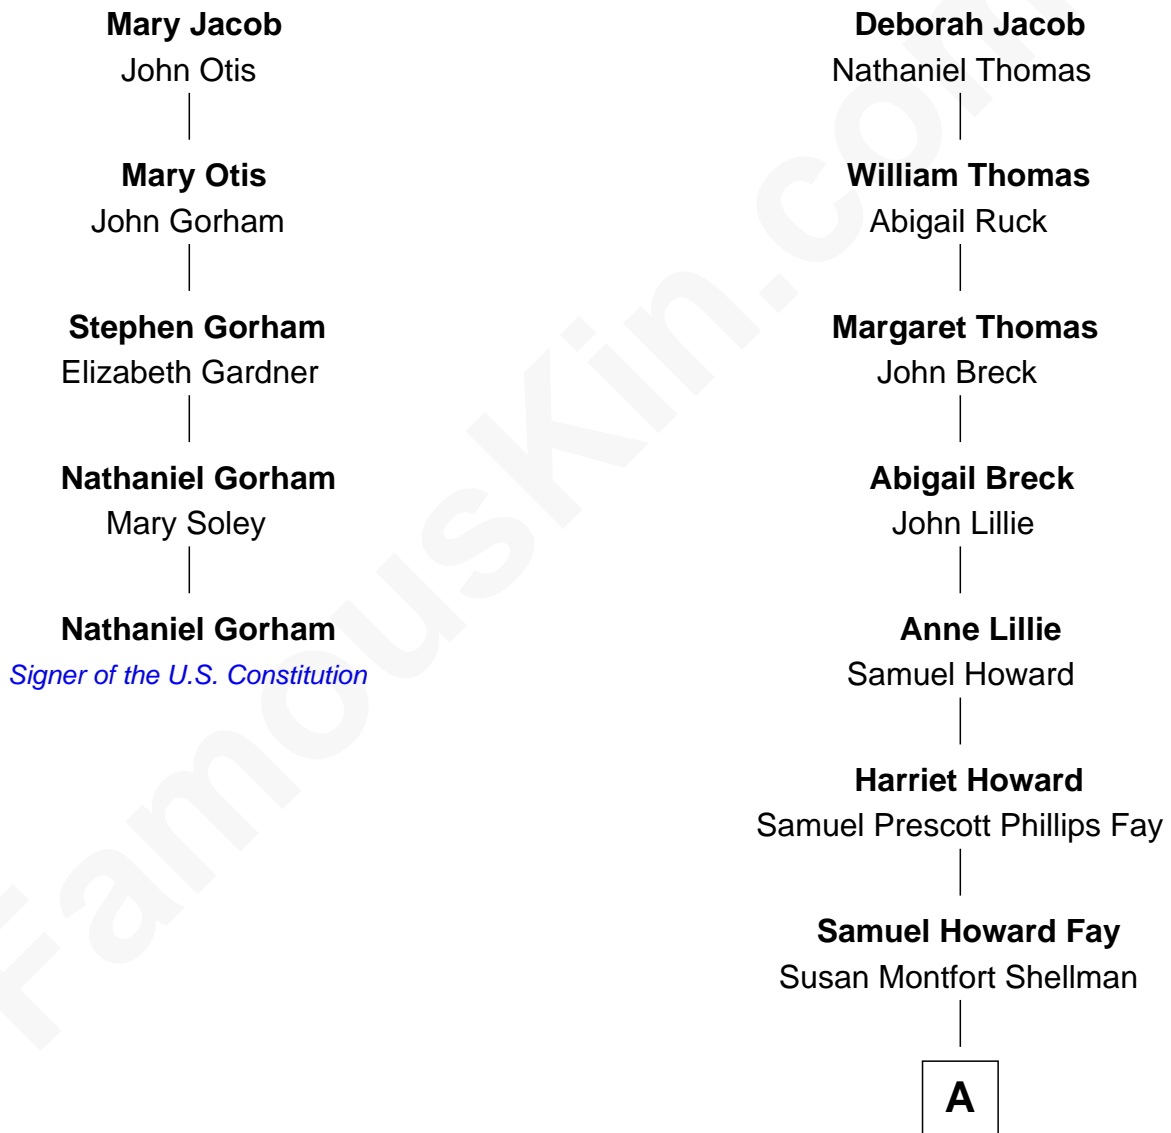 Mary Jacob
John Otis
Mary Otis
John Gorham
Stephen Gorham
Elizabeth Gardner
Nathaniel Gorham
Mary Soley
Nathaniel Gorham
Signer of the U.S. Constitution
Deborah Jacob
Nathaniel Thomas
William Thomas
Abigail Ruck
Margaret Thomas
John Breck
Abigail Breck
John Lillie
Anne Lillie
Samuel Howard
Harriet Howard
Samuel Prescott Phillips Fay
Samuel Howard Fay
Susan Montfort Shellman
A
FamousKin.com